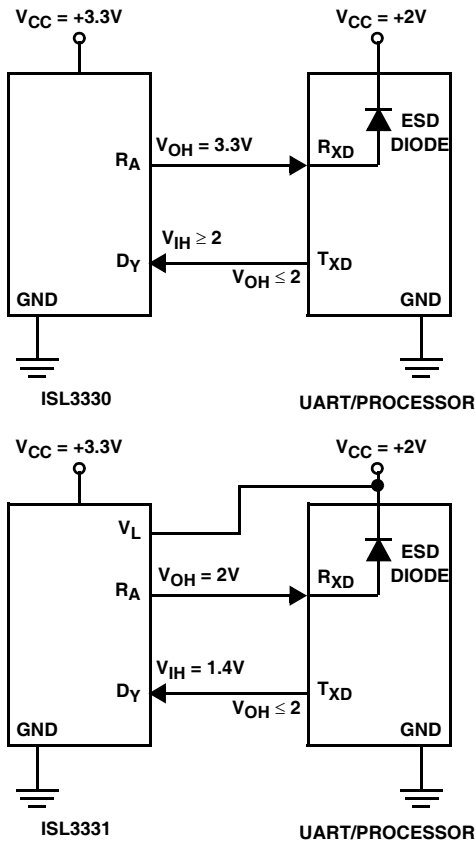 VCC = +3.3V
VCC = +2V
ESD
DIODE
RA
VOH = 3.3V
RXD
VIH ≥ 2
DY
TXD
VOH ≤ 2
GND
GND
ISL3330
UART/PROCESSOR
VCC = +3.3V
VCC = +2V
VL
ESD
DIODE
RA
VOH = 2V
RXD
VIH = 1.4V
DY
TXD
VOH ≤ 2
GND
GND
ISL3331
UART/PROCESSOR